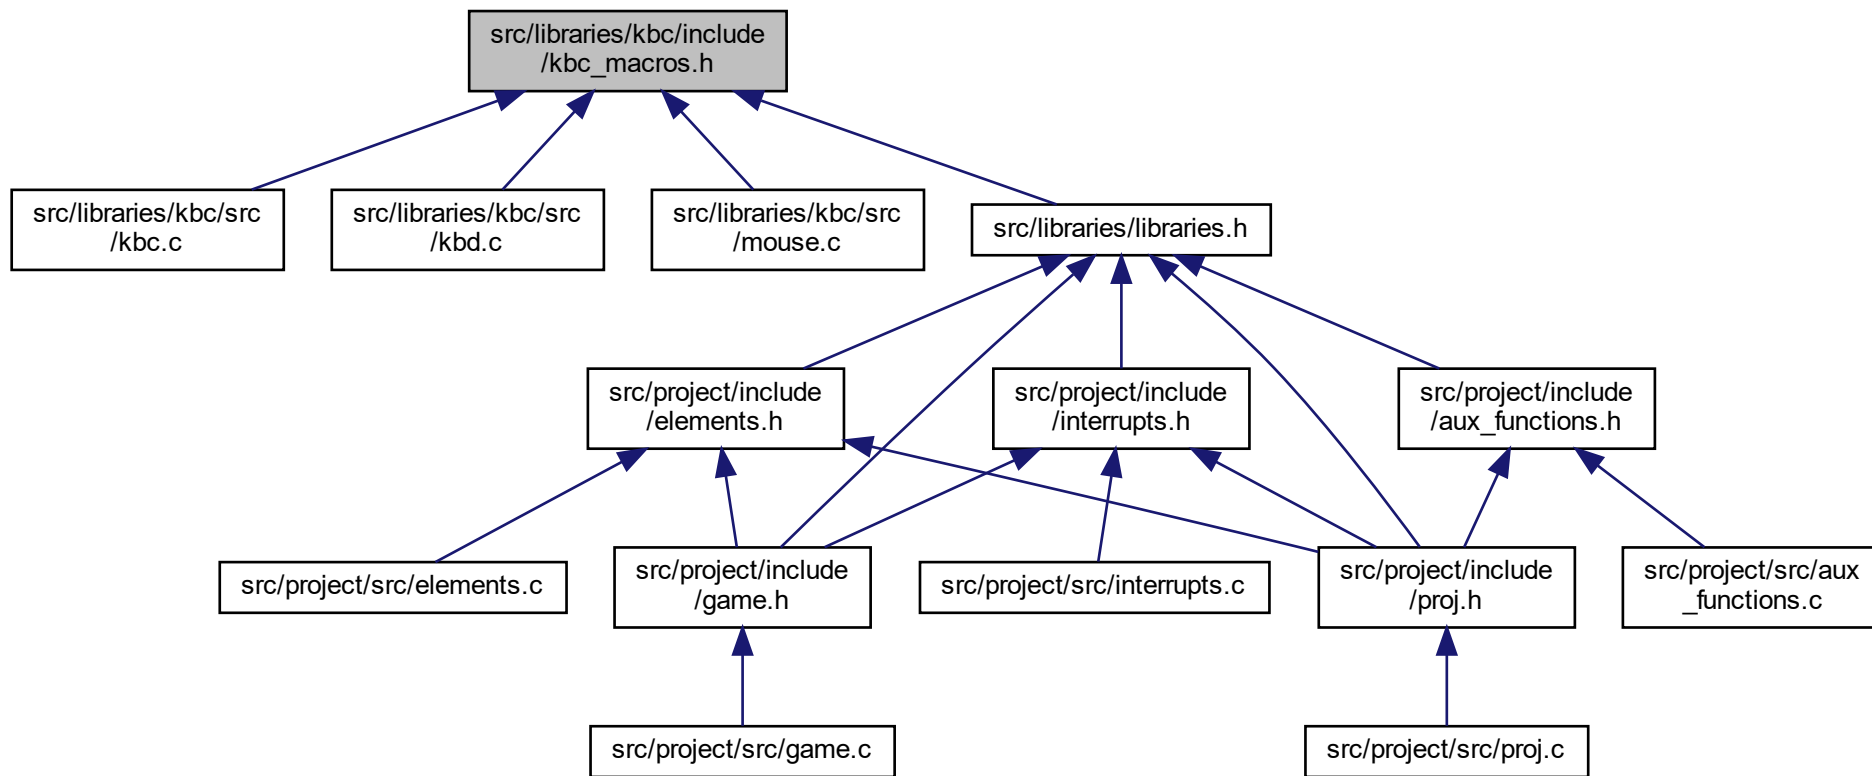 src/libraries/kbc/include
/kbc_macros.h
src/libraries/kbc/src
/kbc.c
src/libraries/kbc/src
/kbd.c
src/libraries/kbc/src
/mouse.c
src/libraries/libraries.h
src/project/include
/elements.h
src/project/include
/interrupts.h
src/project/include
/aux_functions.h
src/project/src/elements.c
src/project/include
/game.h
src/project/src/interrupts.c
src/project/include
/proj.h
src/project/src/aux
_functions.c
src/project/src/game.c
src/project/src/proj.c